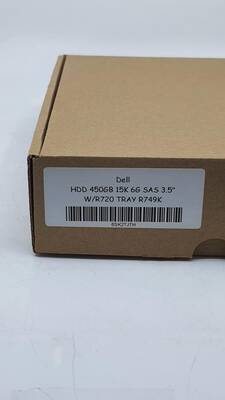 Dell
HDD 450GB 15K 6G SAS 3.5"
W/R720 TRAY R749K